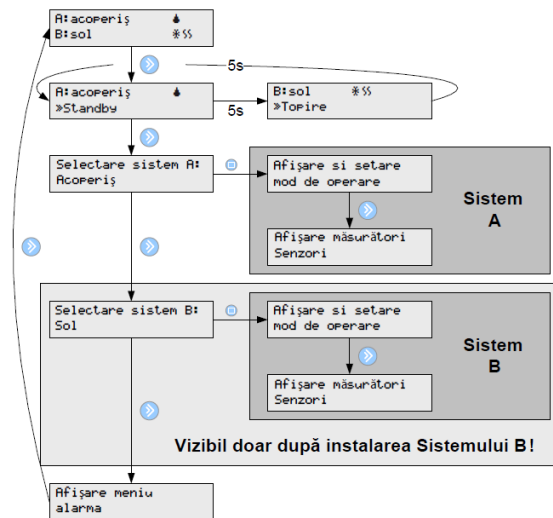 A:acoperiş
B:sol
5s
A:acoperiş
»Standby
5s
B:sol
»Topire
Selectare sistem A:
Acoperiş
Afişare si setare
mod de operare
Sistem
A
Afişare măsurători
Senzori
Selectare sistem B:
Sol
Afişare si setare
mod de operare
Sistem
B
Afişare măsurători
Senzori
Vizibil doar după instalarea Sistemului B!
Afişare meniu
alarma